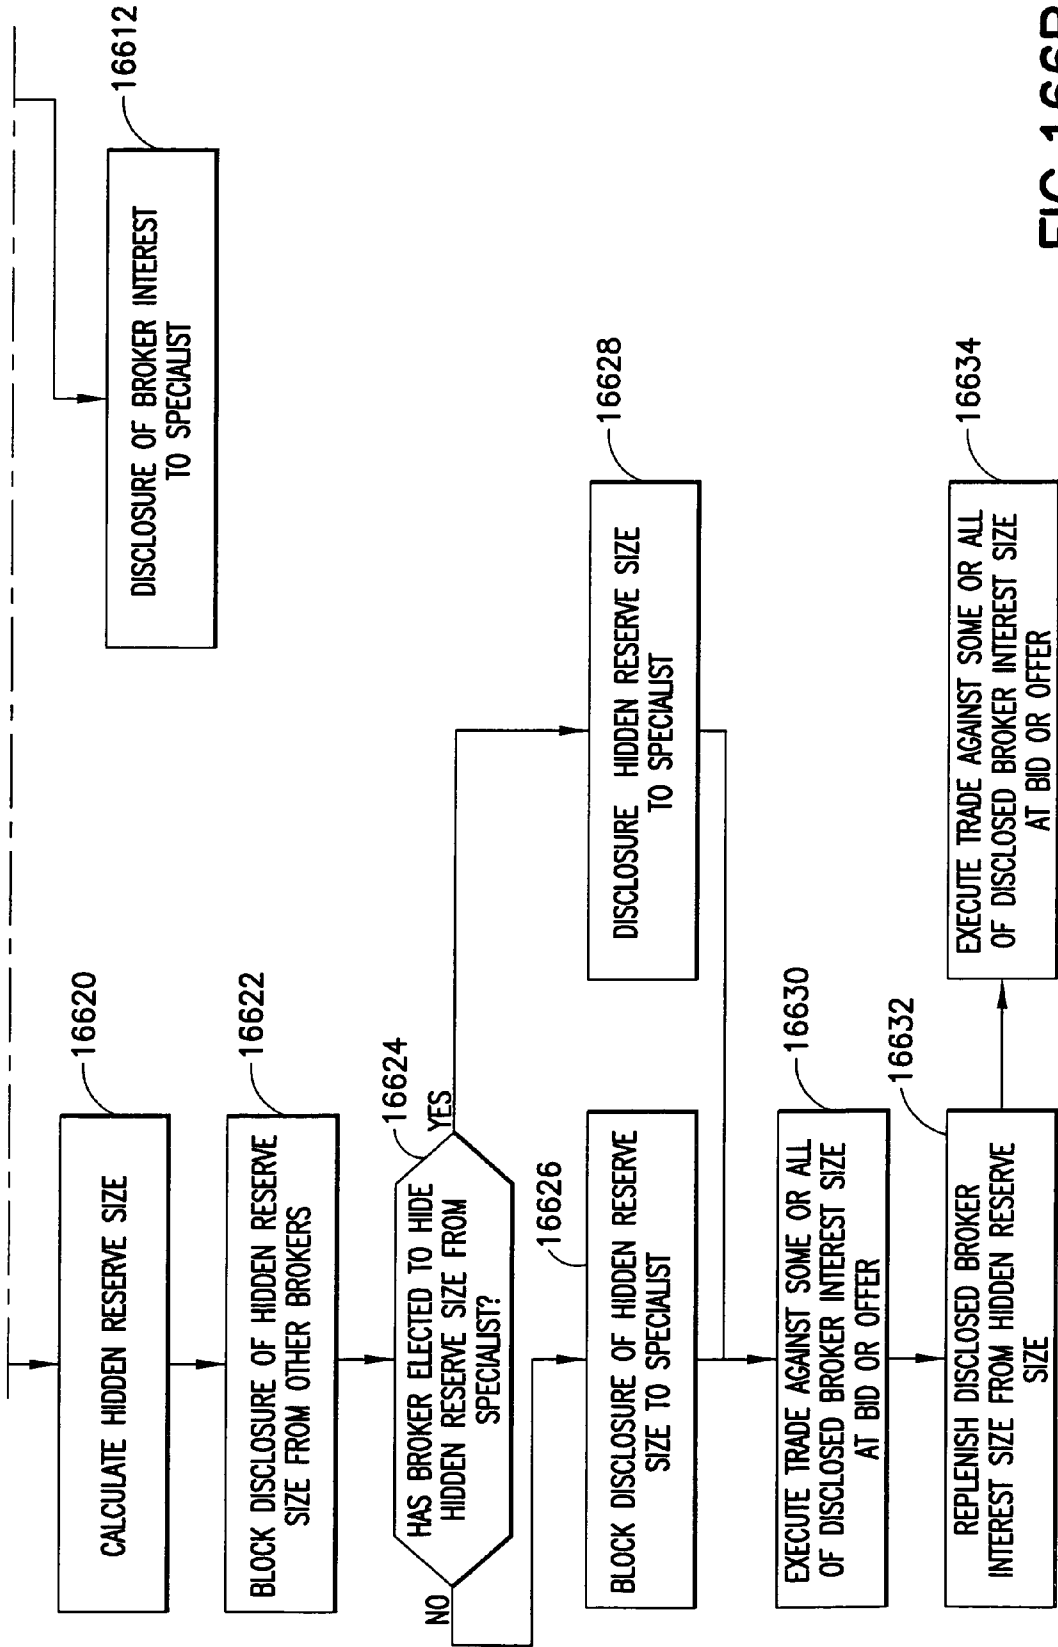 16612
DISCLOSURE OF BROKER INTEREST
TO SPECIALIST
16620
CALCULATE HIDDEN RESERVE SIZE
16622
BLOCK DISCLOSURE OF HIDDEN RESERVE
SIZE FROM OTHER BROKERS
16624
HAS BROKER ELECTED TO HIDE
HIDDEN RESERVE SIZE FROM
SPECIALIST?
NO
YES
16626
BLOCK DISCLOSURE OF HIDDEN RESERVE
SIZE TO SPECIALIST
16628
DISCLOSURE HIDDEN RESERVE SIZE
TO SPECIALIST
16630
EXECUTE TRADE AGAINST SOME OR ALL
OF DISCLOSED BROKER INTEREST SIZE
AT BID OR OFFER
16632
REPLENISH DISCLOSED BROKER
INTEREST SIZE FROM HIDDEN RESERVE
SIZE
16634
EXECUTE TRADE AGAINST SOME OR ALL
OF DISCLOSED BROKER INTEREST SIZE
AT BID OR OFFER
FIG. 166B